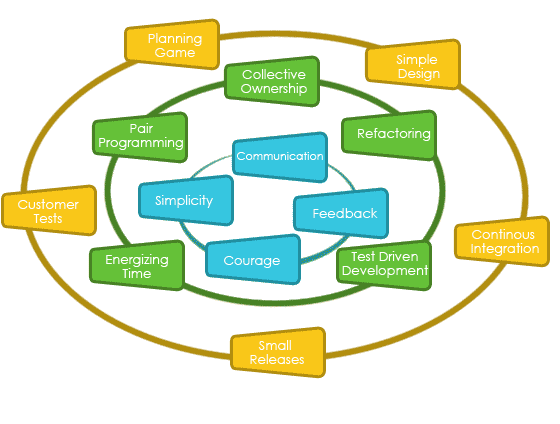 Planning
Game
Simple
Design
Collective
Ownership
Pair
Programming
Refactoring
Communication
Simplicity
Feedback
Customer
Tests
Courage
Continous
Integration
Energizing
Time
Test Driven
Development
Small
Releases